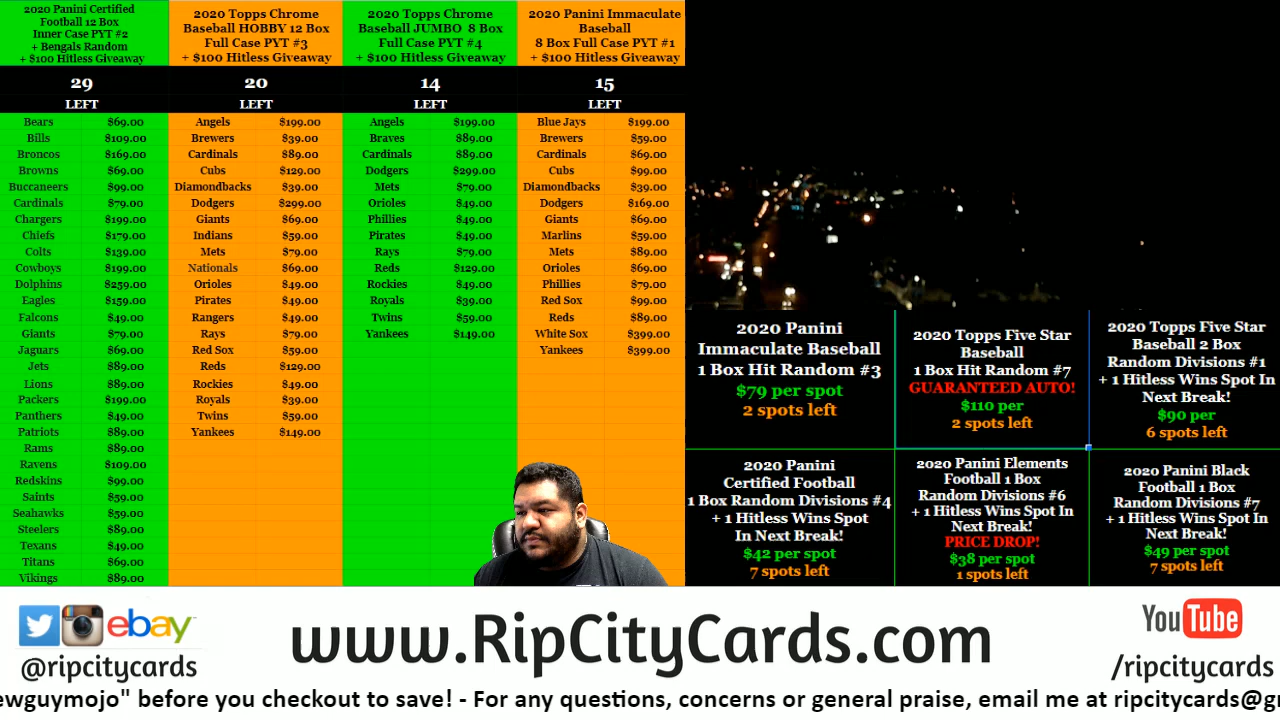 2020 Panini Certified
Football 12 Box
Inner Case PYT #2
+ Bengals Random
+ $100 Hitless Giveaway
29
LEFT
Bears $69.00
Bills $109.00
Broncos $169.00
Browns $69.00
Buccaneers $99.00
Cardinals $79.00
Chargers $199.00
Chiefs $179.00
Colts $139.00
Cowboys $199.00
Dolphins $259.00
Eagles $159.00
Falcons $49.00
Giants $79.00
Jaguars $69.00
Jets $89.00
Lions $89.00
Packers $199.00
Panthers $49.00
Patriots $89.00
Rams $89.00
Ravens $109.00
Redskins $99.00
Saints $59.00
Seahawks $59.00
Steelers $89.00
Texans $49.00
Titans $69.00
Vikings $89.00
2020 Topps Chrome
Baseball HOBBY 12 Box
Full Case PYT #3
+ $100 Hitless Giveaway
20
LEFT
Angels $199.00
Brewers $39.00
Cardinals $89.00
Cubs $129.00
Diamondbacks $39.00
Dodgers $299.00
Giants $69.00
Indians $59.00
Mets $79.00
Nationals $69.00
Orioles $49.00
Pirates $49.00
Rangers $49.00
Rays $79.00
Red Sox $59.00
Reds $129.00
Rockies $49.00
Royals $39.00
Twins $59.00
Yankees $149.00
2020 Topps Chrome
Baseball JUMBO 8 Box
Full Case PYT #4
+ $100 Hitless Giveaway
14
LEFT
Angels $199.00
Braves $89.00
Cardinals $89.00
Dodgers $299.00
Mets $79.00
Orioles $49.00
Phillies $49.00
Pirates $49.00
Rays $79.00
Reds $129.00
Rockies $49.00
Royals $39.00
Twins $59.00
Yankees $149.00
2020 Panini Immaculate
Baseball
8 Box Full Case PYT #1
+ $100 Hitless Giveaway
15
LEFT
Blue Jays $199.00
Brewers $59.00
Cardinals $69.00
Cubs $99.00
Diamondbacks $39.00
Dodgers $169.00
Giants $69.00
Marlins $59.00
Mets $89.00
Orioles $69.00
Phillies $79.00
Red Sox $99.00
Reds $89.00
White Sox $399.00
Yankees $399.00
2020 Panini
Immaculate Baseball
1 Box Hit Random #3
$79 per spot
2 spots left
2020 Topps Five Star
Baseball
1 Box Hit Random #7
GUARANTEED AUTO!
$110 per
2 spots left
2020 Topps Five Star
Baseball 2 Box
Random Divisions #1
+ 1 Hitless Wins Spot In
Next Break!
$90 per
6 spots left
2020 Panini
Certified Football
1 Box Random Divisions #4
+ 1 Hitless Wins Spot
In Next Break!
$42 per spot
7 spots left
2020 Panini Elements
Football 1 Box
Random Divisions #6
+ 1 Hitless Wins Spot In
Next Break!
PRICE DROP!
$38 per spot
1 spots left
2020 Panini Black
Football 1 Box
Random Divisions #7
+ 1 Hitless Wins Spot In
Next Break!
$49 per spot
7 spots left
ebay
@ripcitycards
www.RipCityCards.com
YouTube
/ripcitycards
ewguymojo" before you checkout to save! - For any questions, concerns or general praise, email me at ripcitycards@g